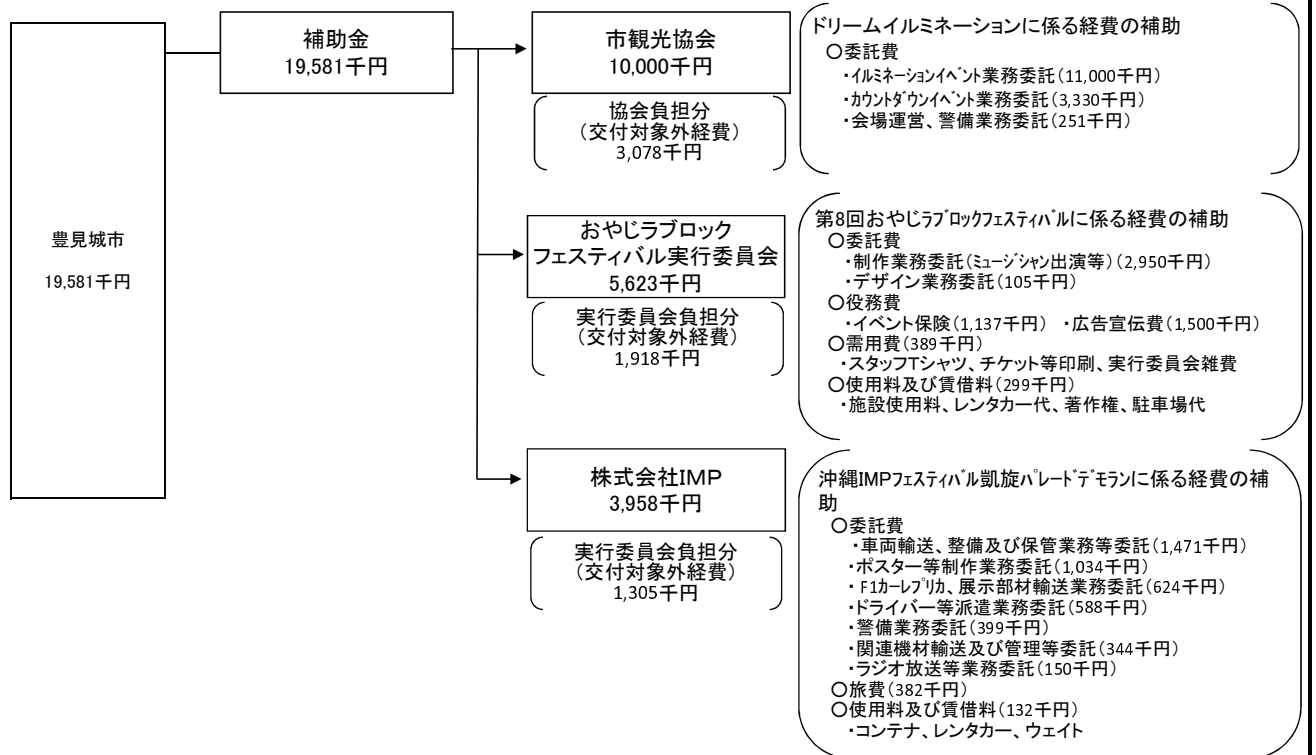 豊見城市
19,581千円
補助金
19,581千円
市観光協会
10,000千円
協会負担分
(交付対象外経費)
3,078千円
ドリームイルミネーションに係る経費の補助
○委託費
・ｲﾙﾐﾈｰｼｮﾝｲﾍﾞﾝﾄ業務委託(11,000千円)
・ｶｳﾝﾄﾀﾞｳﾝｲﾍﾞﾝﾄ業務委託(3,330千円)
・会場運営、警備業務委託(251千円)
おやじラブロック
フェスティバル実行委員会
5,623千円
実行委員会負担分
(交付対象外経費)
1,918千円
第8回おやじﾗﾌﾞロックﾌｪｽﾃｨﾊﾞﾙに係る経費の補助
○委託費
・制作業務委託(ﾐｭｰｼﾞｼｬﾝ出演等)(2,950千円)
・デザイン業務委託(105千円)
○役務費
・イベント保険(1,137千円) ・広告宣伝費(1,500千円)
○需用費(389千円)
・スタッフTシャツ、チケット等印刷、実行委員会雑費
○使用料及び賃借料(299千円)
・施設使用料、レンタカー代、著作権、駐車場代
株式会社IMP
3,958千円
実行委員会負担分
(交付対象外経費)
1,305千円
沖縄IMPﾌｪｽﾃｨﾊﾞﾙ凱旋ﾊﾟﾚｰﾄﾞﾃﾞﾓﾗﾝに係る経費の補
助
○委託費
・車両輸送、整備及び保管業務等委託(1,471千円)
・ポスター等制作業務委託(1,034千円)
・F1ｶｰﾚﾌﾟﾘｶ、展示部材輸送業務委託(624千円)
・ドライバー等派遣業務委託(588千円)
・警備業務委託(399千円)
・関連機材輸送及び管理等委託(344千円)
・ラジオ放送等業務委託(150千円)
○旅費(382千円)
○使用料及び賃借料(132千円)
・コンテナ、レンタカー、ウェイト